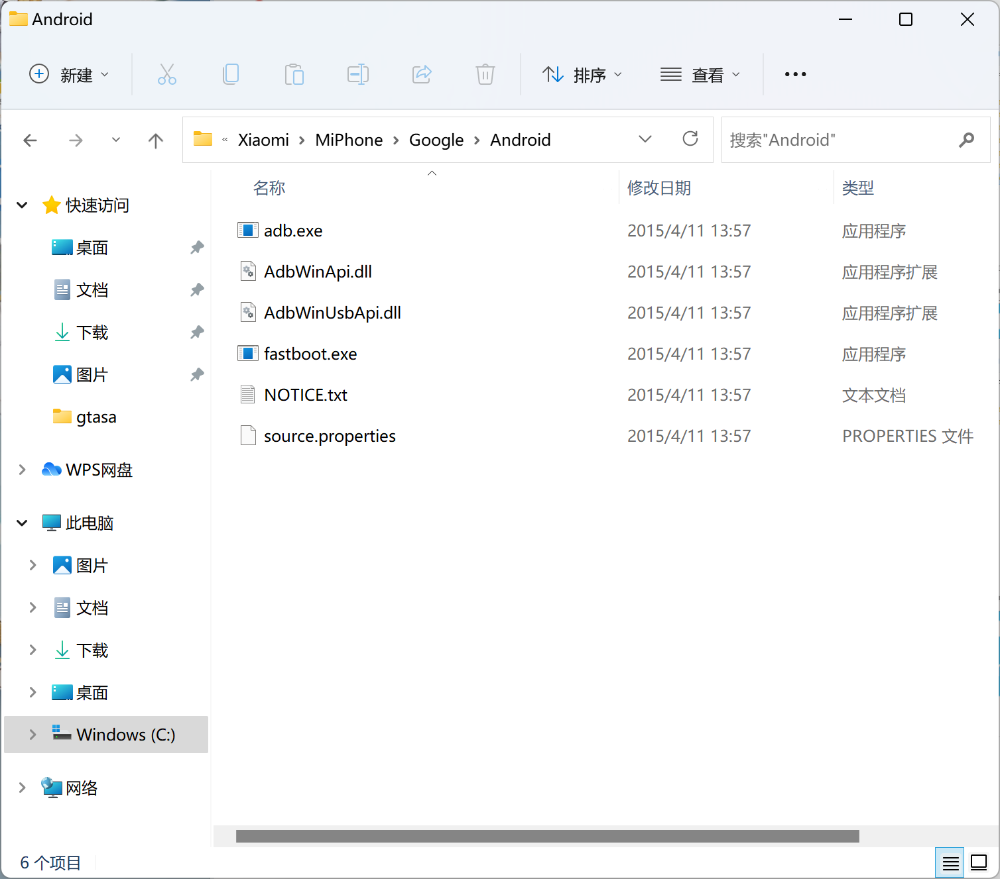 Android
新建
排序
查看
« Xiaomi › MiPhone › Google › Android
搜索"Android"
名称 修改日期 类型
快速访问
桌面
文档
下载
图片
gtasa
WPS网盘
此电脑
图片
文档
下载
桌面
Windows (C:)
网络
adb.exe 2015/4/11 13:57 应用程序
AdbWinApi.dll 2015/4/11 13:57 应用程序扩展
AdbWinUsbApi.dll 2015/4/11 13:57 应用程序扩展
fastboot.exe 2015/4/11 13:57 应用程序
NOTICE.txt 2015/4/11 13:57 文本文档
source.properties 2015/4/11 13:57 PROPERTIES 文件
6 个项目